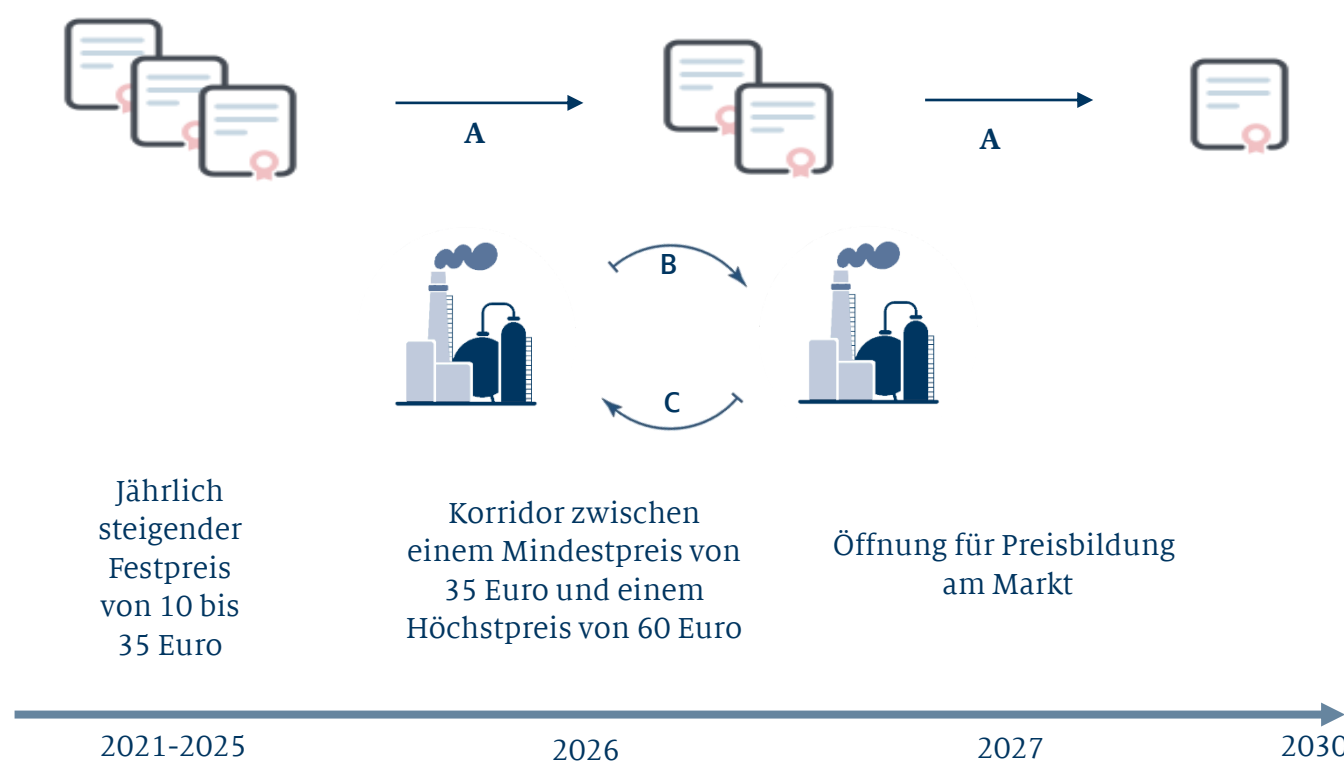 A
A
B
C
Jährlich
steigender
Festpreis
von 10 bis
35 Euro
Korridor zwischen
einem Mindestpreis von
35 Euro und einem
Höchstpreis von 60 Euro
Öffnung für Preisbildung
am Markt
2021-2025
2026
2027
2030